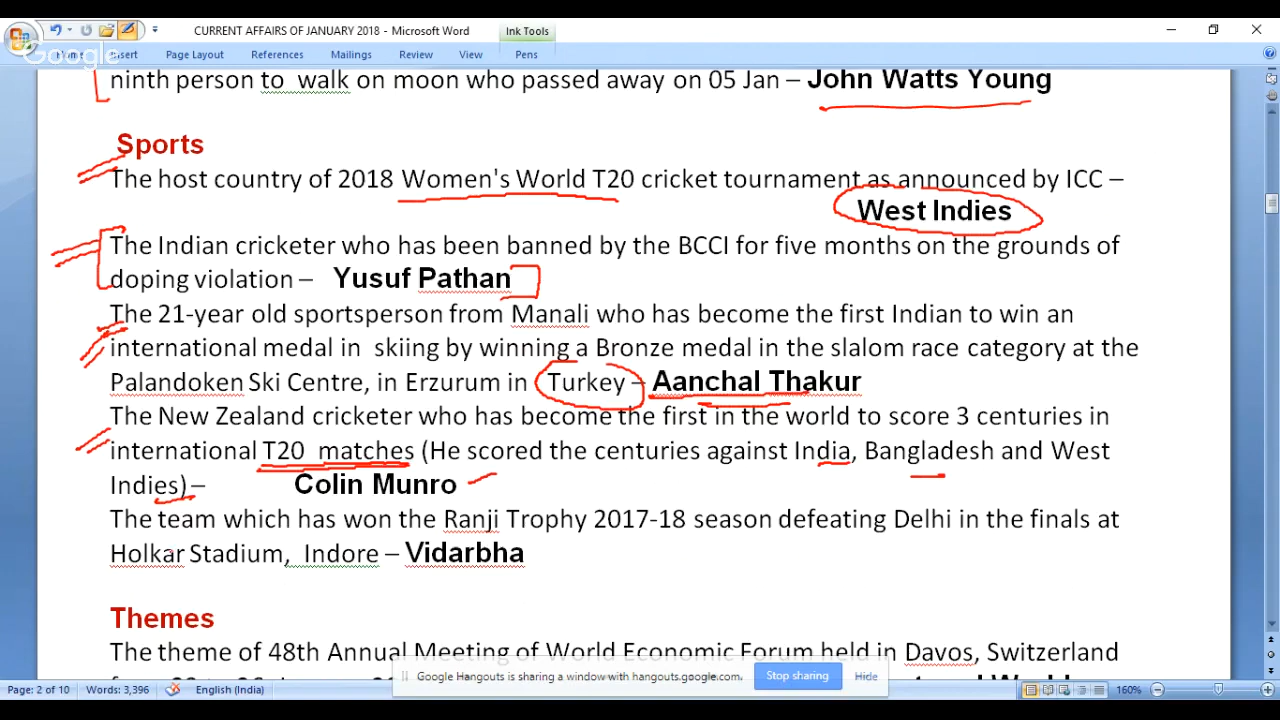 CURRENT AFFAIRS OF JANUARY 2018 - Microsoft Word
Ink Tools
Google
Insert Page Layout References Mailings Review View Pens
ninth person to walk on moon who passed away on 05 Jan – John Watts Young
Sports
The host country of 2018 Women's World T20 cricket tournament as announced by ICC –
West Indies
The Indian cricketer who has been banned by the BCCI for five months on the grounds of
doping violation – Yusuf Pathan
The 21-year old sportsperson from Manali who has become the first Indian to win an
international medal in skiing by winning a Bronze medal in the slalom race category at the
Palandoken Ski Centre, in Erzurum in Turkey – Aanchal Thakur
The New Zealand cricketer who has become the first in the world to score 3 centuries in
international T20 matches (He scored the centuries against India, Bangladesh and West
Indies) – Colin Munro
The team which has won the Ranji Trophy 2017-18 season defeating Delhi in the finals at
Holkar Stadium, Indore – Vidarbha
Themes
The theme of 48th Annual Meeting of World Economic Forum held in Davos, Switzerland
Google Hangouts is sharing a window with hangouts.google.com. Stop sharing Hide
Page: 2 of 10 Words: 3,396 English (India) 160%